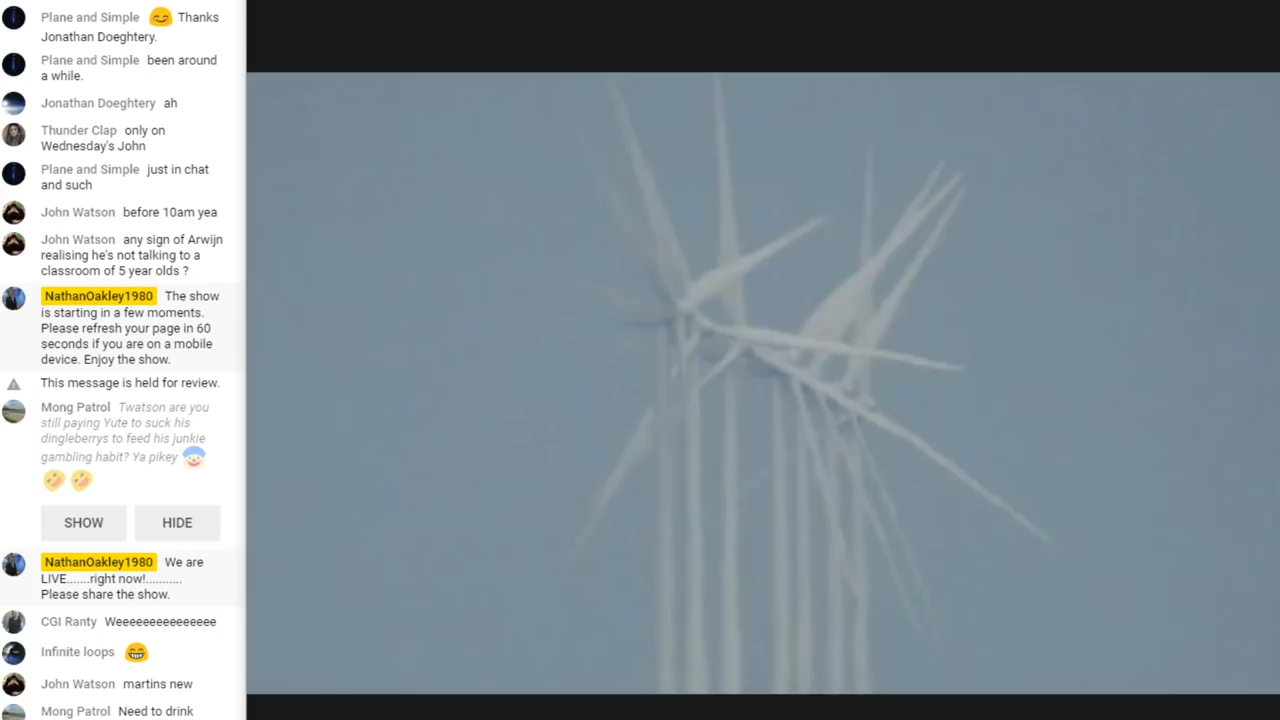 Plane and Simple 😊 Thanks
Jonathan Doeghtery.
Plane and Simple been around
a while.
Jonathan Doeghtery ah
Thunder Clap only on
Wednesday's John
Plane and Simple just in chat
and such
John Watson before 10am yea
John Watson any sign of Arwijn
realising he's not talking to a
classroom of 5 year olds ?
NathanOakley1980 The show
is starting in a few moments.
Please refresh your page in 60
seconds if you are on a mobile
device. Enjoy the show.
This message is held for review.
Mong Patrol Twatson are you
still paying Yute to suck his
dingleberrys to feed his junkie
gambling habit? Ya pikey 🤡
🤣 🤣
SHOW HIDE
NathanOakley1980 We are
LIVE.......right now!...........
Please share the show.
CGI Ranty Weeeeeeeeeeeeeee
Infinite loops 😁
John Watson martins new
Mong Patrol Need to drink